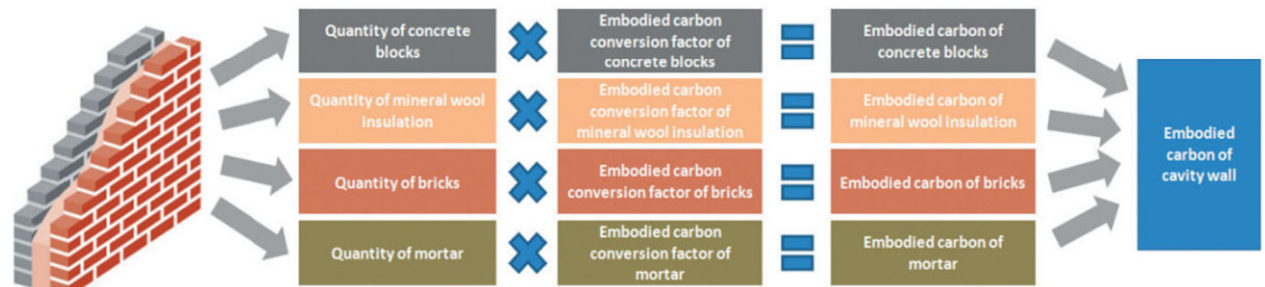 Quantity of concrete
blocks
Embodied carbon
conversion factor of
concrete blocks
Embodied carbon of
concrete blocks
Quantity of mineral wool
insulation
Embodied carbon
conversion factor of
mineral wool insulation
Embodied carbon of
mineral wool insulation
Quantity of bricks
Embodied carbon
conversion factor of bricks
Embodied carbon of bricks
Quantity of mortar
Embodied carbon
conversion factor of
mortar
Embodied carbon of
mortar
Embodied
carbon of
cavity wall